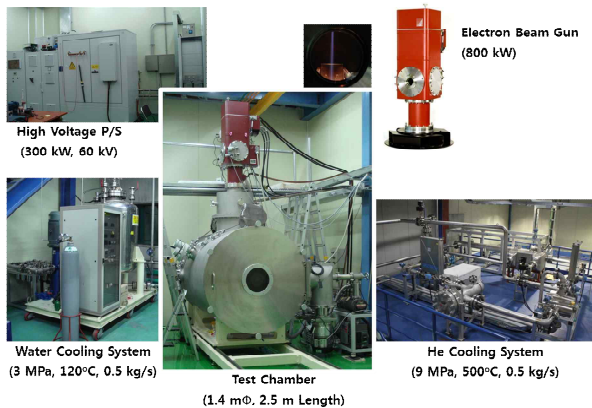 Electron Beam Gun
(800 kW)
High Voltage P/S
(300 kW, 60 kV)
Water Cooling System
(3 MPa, 120°C, 0.5 kg/s)
Test Chamber
(1.4 mΦ, 2.5 m Length)
He Cooling System
(9 MPa, 500°C, 0.5 kg/s)